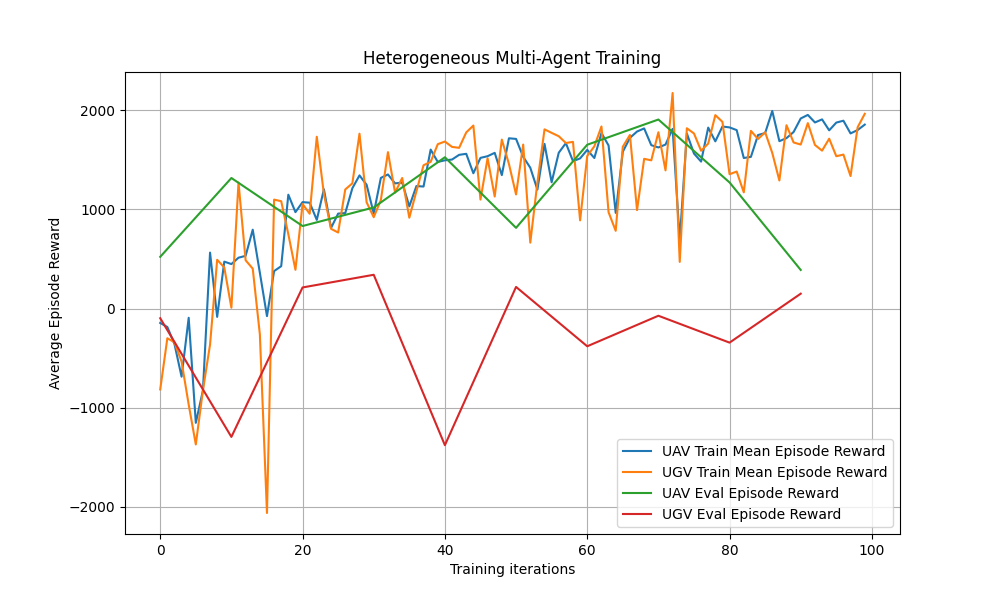 Heterogeneous Multi-Agent Training
Average Episode Reward
2000
1000
0
−1000
−2000
0 20 40 60 80 100
Training iterations
UAV Train Mean Episode Reward
UGV Train Mean Episode Reward
UAV Eval Episode Reward
UGV Eval Episode Reward